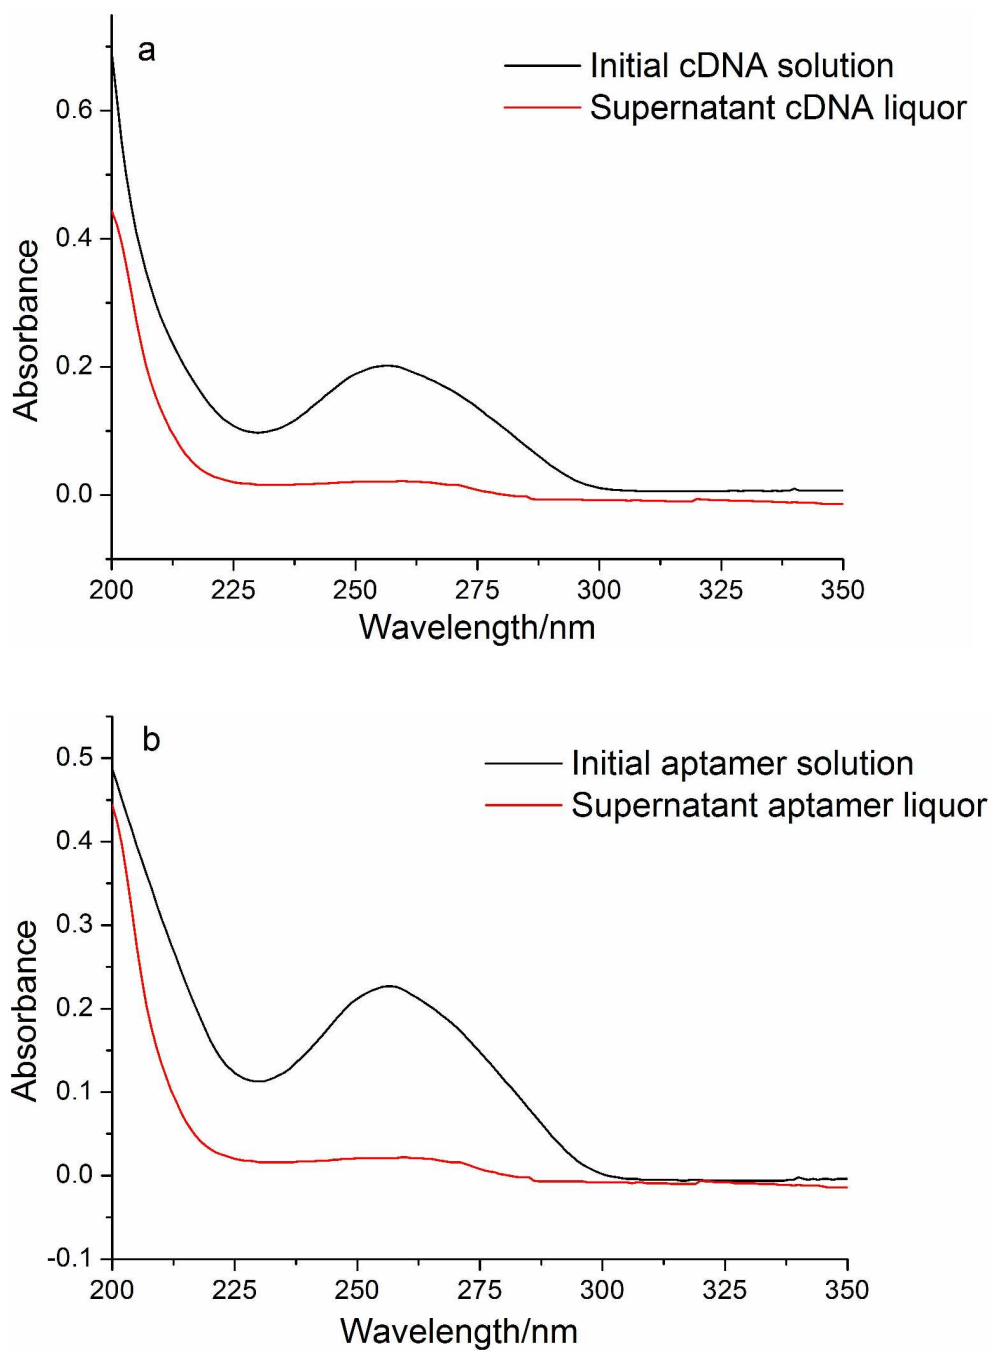 a
Initial cDNA solution
Supernatant cDNA liquor
0.6
0.4
0.2
0.0
Absorbance
200 225 250 275 300 325 350
Wavelength/nm
b
Initial aptamer solution
Supernatant aptamer liquor
0.5
0.4
0.3
0.2
0.1
0.0
-0.1
Absorbance
200 225 250 275 300 325 350
Wavelength/nm